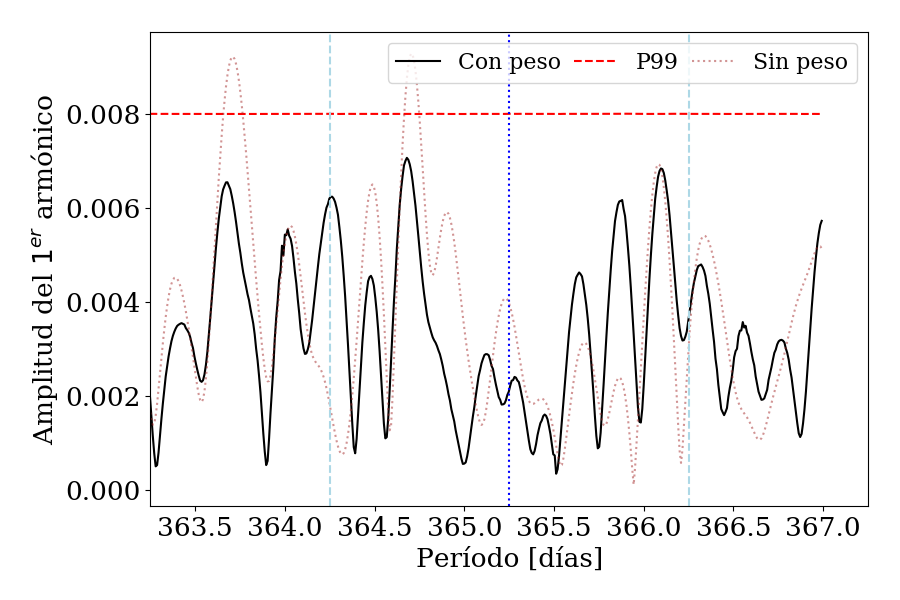 Con peso P99 Sin peso
0.008
0.006
0.004
0.002
0.000
Amplitud del 1^{er} armónico
363.5 364.0 364.5 365.0 365.5 366.0 366.5 367.0
Período [días]